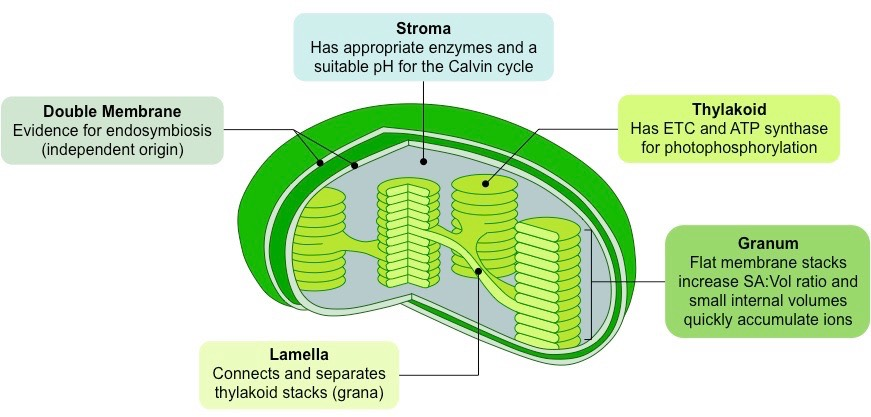 Stroma
Has appropriate enzymes and a
suitable pH for the Calvin cycle
Double Membrane
Evidence for endosymbiosis
(independent origin)
Thylakoid
Has ETC and ATP synthase
for photophosphorylation
Granum
Flat membrane stacks
increase SA:Vol ratio and
small internal volumes
quickly accumulate ions
Lamella
Connects and separates
thylakoid stacks (grana)